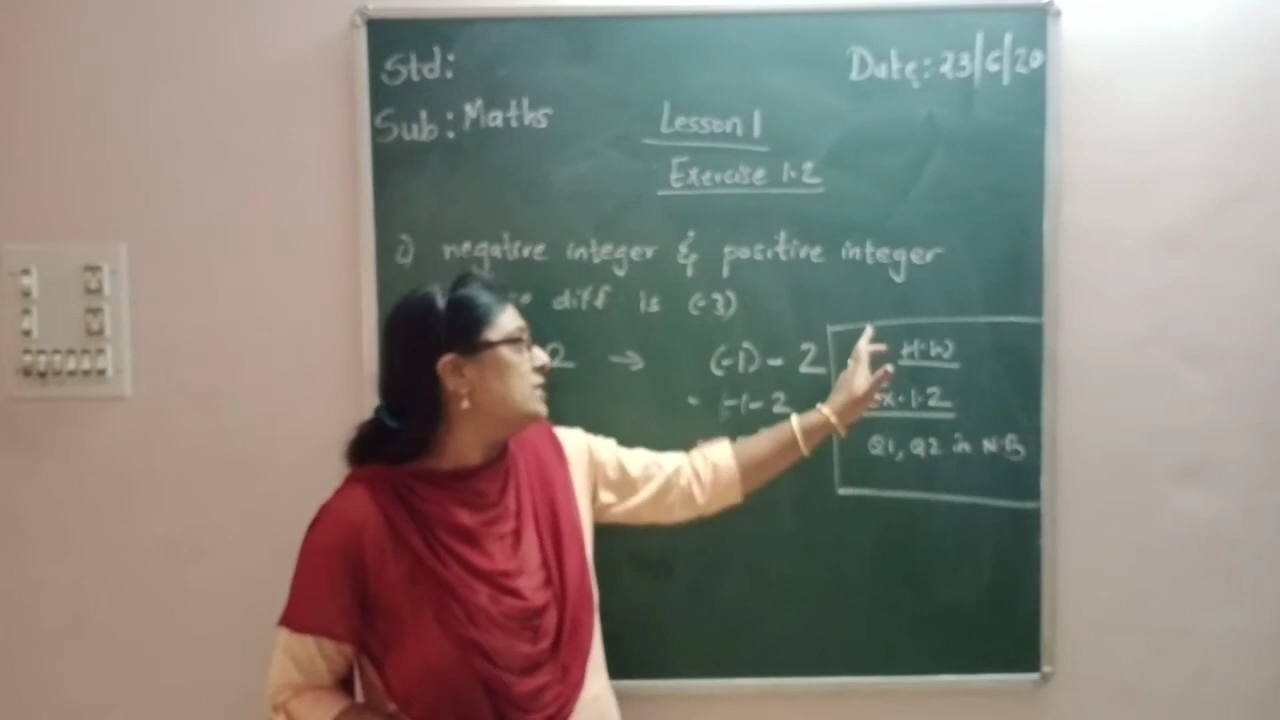 Std:
Date: 23/6/20
Sub: Maths
Lesson 1
Exercise 1.2
i) negative integer & positive integer
diff is (-3)
2 → (-1) - 2
= -1 - 2
H.W
Ex. 1.2
Q1, Q2 in N.B